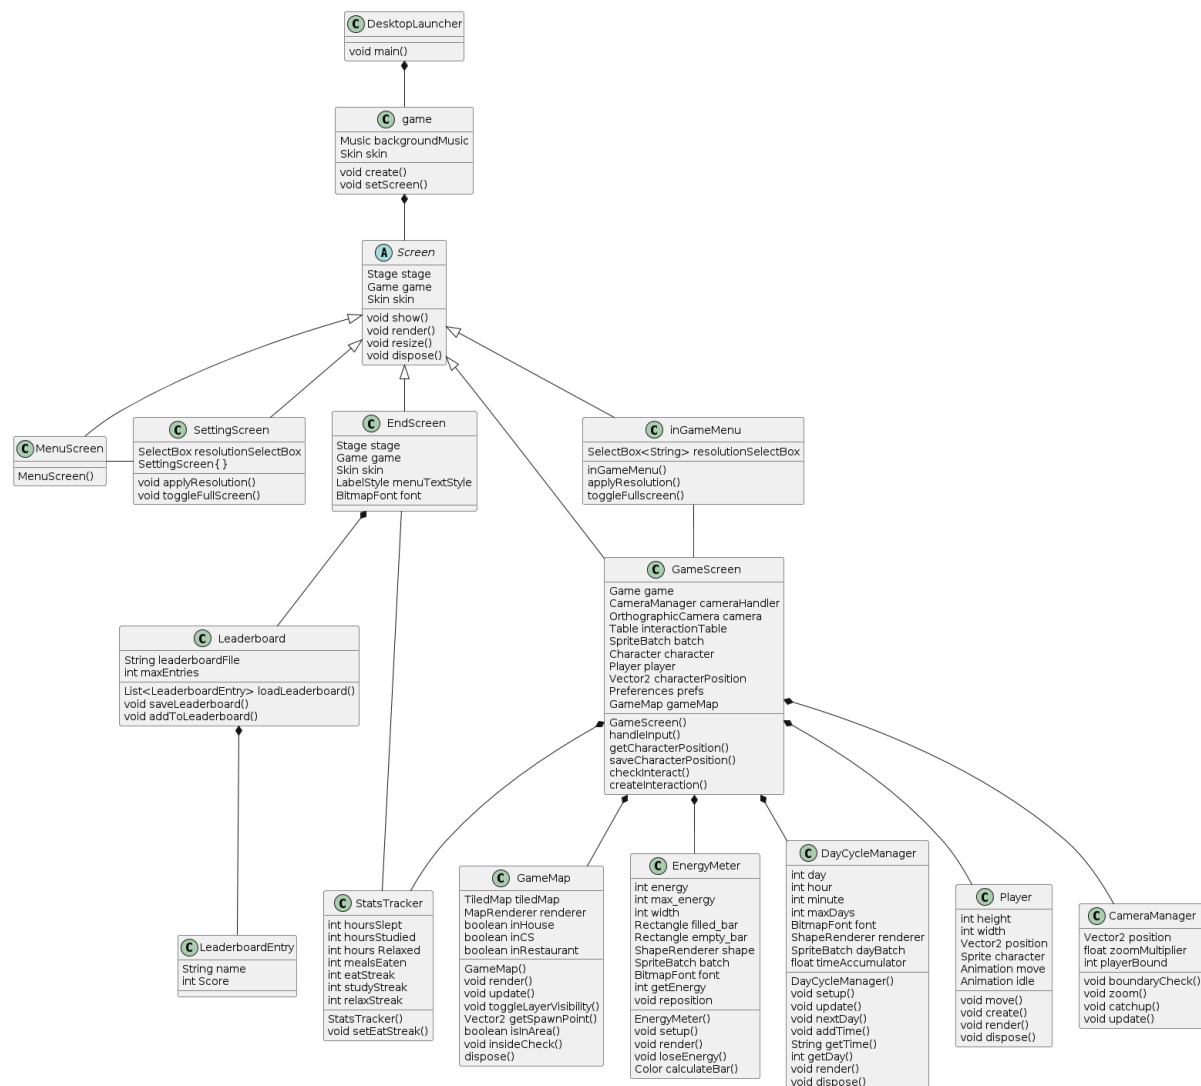 C DesktopLauncher
void main()
C game
Music backgroundMusic
Skin skin
void create()
void setScreen()
A Screen
Stage stage
Game game
Skin skin
void show()
void render()
void resize()
void dispose()
C MenuScreen
MenuScreen()
C SettingScreen
SelectBox resolutionSelectBox
SettingScreen{ }
void applyResolution()
void toggleFullScreen()
C EndScreen
Stage stage
Game game
Skin skin
LabelStyle menuTextStyle
BitmapFont font
C inGameMenu
SelectBox<String> resolutionSelectBox
inGameMenu()
applyResolution()
toggleFullscreen()
C GameScreen
Game game
CameraManager cameraHandler
OrthographicCamera camera
Table interactionTable
SpriteBatch batch
Character character
Player player
Vector2 characterPosition
Preferences prefs
GameMap gameMap
GameScreen()
handleInput()
getCharacterPosition()
saveCharacterPosition()
checkInteract()
createInteraction()
C Leaderboard
String leaderboardFile
int maxEntries
List<LeaderboardEntry> loadLeaderboard()
void saveLeaderboard()
void addToLeaderboard()
C LeaderboardEntry
String name
int Score
C StatsTracker
int hoursSlept
int hoursStudied
int hours Relaxed
int mealsEaten
int eatStreak
int studyStreak
int relaxStreak
StatsTracker()
void setEatStreak()
C GameMap
TiledMap tiledMap
MapRenderer renderer
boolean inHouse
boolean inCS
boolean inRestaurant
GameMap()
void render()
void update()
void toggleLayerVisibility()
Vector2 getSpawnPoint()
boolean isInArea()
void insideCheck()
dispose()
C EnergyMeter
int energy
int max_energy
int width
Rectangle filled_bar
Rectangle empty_bar
ShapeRenderer shape
SpriteBatch batch
BitmapFont font
int getEnergy
void reposition
EnergyMeter()
void setup()
void render()
void loseEnergy()
Color calculateBar()
C DayCycleManager
int day
int hour
int minute
int maxDays
BitmapFont font
ShapeRenderer renderer
SpriteBatch dayBatch
float timeAccumulator
DayCycleManager()
void setup()
void update()
void nextDay()
void addTime()
String getTime()
int getDay()
void render()
void dispose()
C Player
int height
int width
Vector2 position
Sprite character
Animation move
Animation idle
void move()
void create()
void render()
void dispose()
C CameraManager
Vector2 position
float zoomMultiplier
int playerBound
void boundaryCheck()
void zoom()
void catchup()
void update()